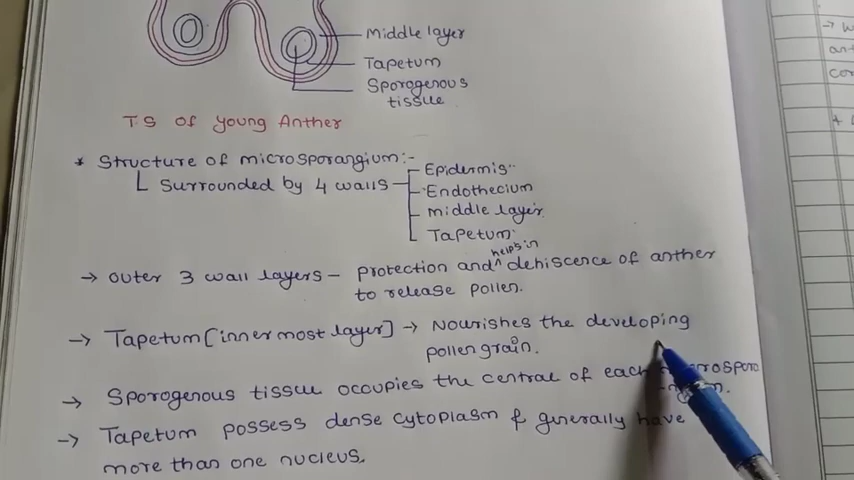 Middle layer
Tapetum
Sporogenous
tissue
T.S of young Anther
* Structure of microsporangium:-
Surrounded by 4 walls
Epidermis
Endothecium
Middle layer
Tapetum
→ outer 3 wall layers - protection and ^ helps in dehiscence of anther
to release pollen.
→ Tapetum [innermost layer] → Nourishes the developing
pollen grain.
→ Sporogenous tissue occupies the central of each
→ Tapetum possess dense cytoplasm & generally have
more than one nucleus.